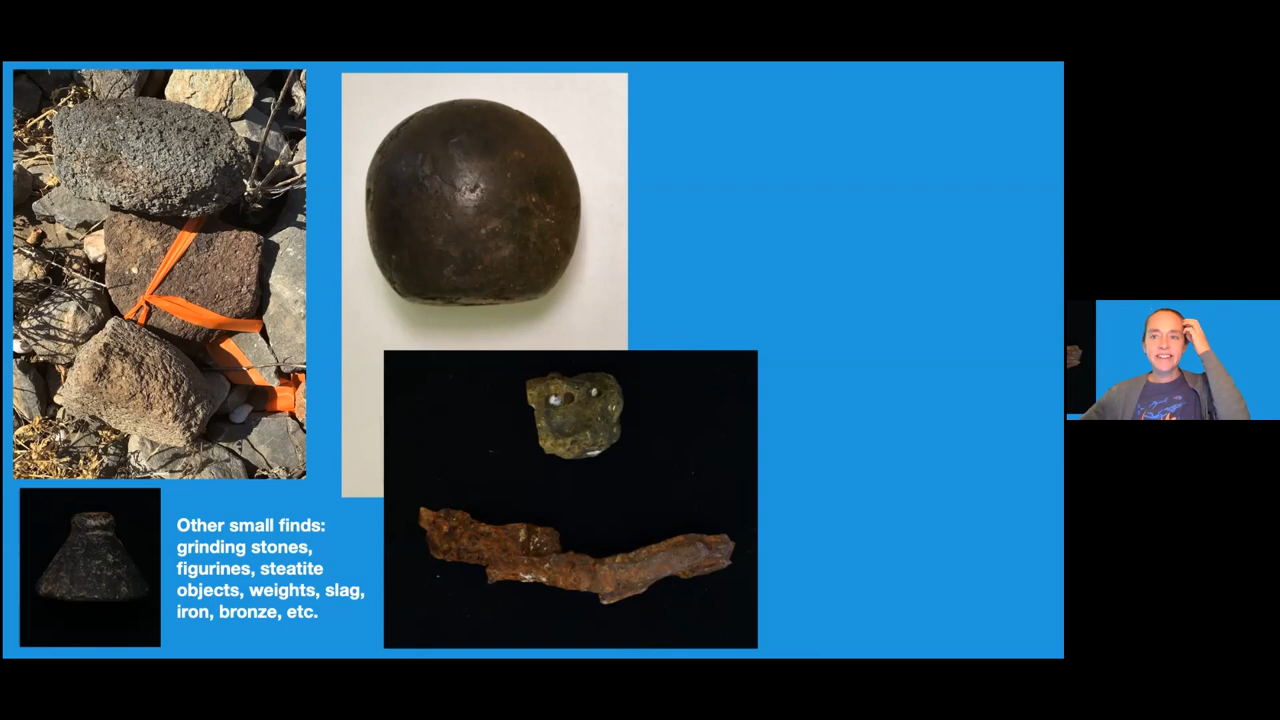 Other small finds:
grinding stones,
figurines, steatite
objects, weights, slag,
iron, bronze, etc.